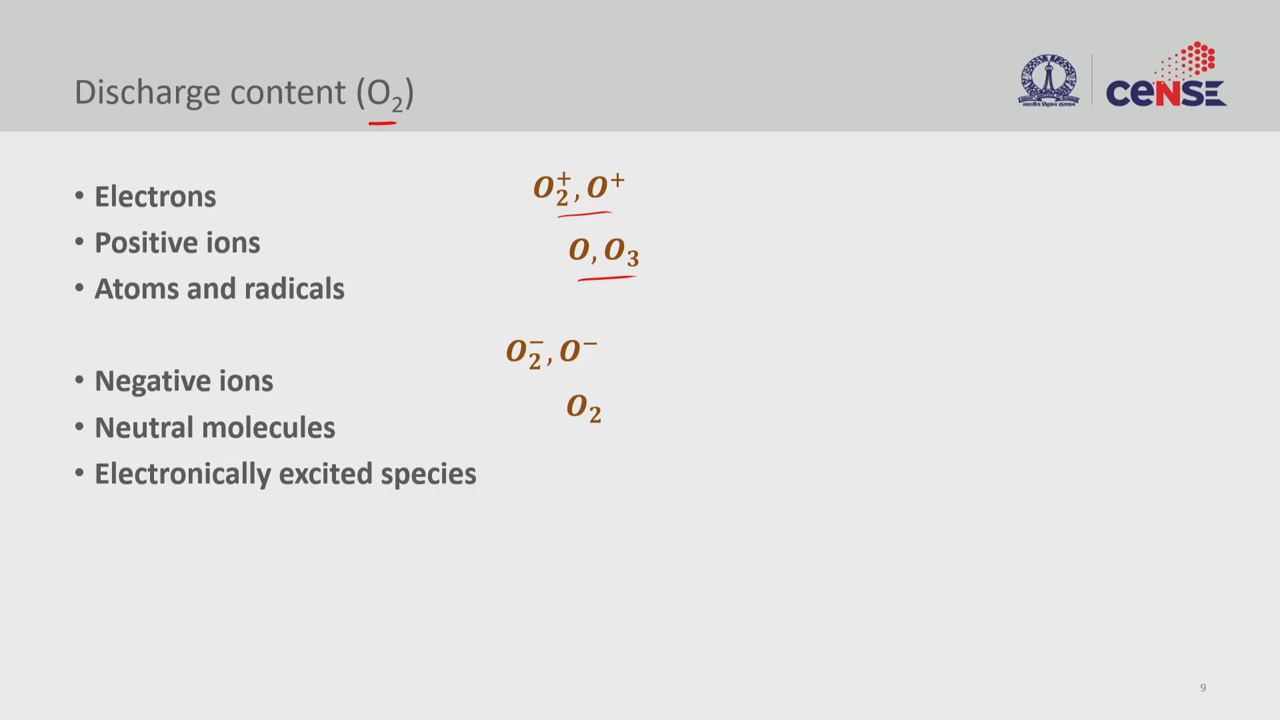 Discharge content (O₂)
ceNSE
• Electrons
O₂⁺, O⁺
• Positive ions
O, O₃
• Atoms and radicals
O₂⁻, O⁻
• Negative ions
O₂
• Neutral molecules
• Electronically excited species
9